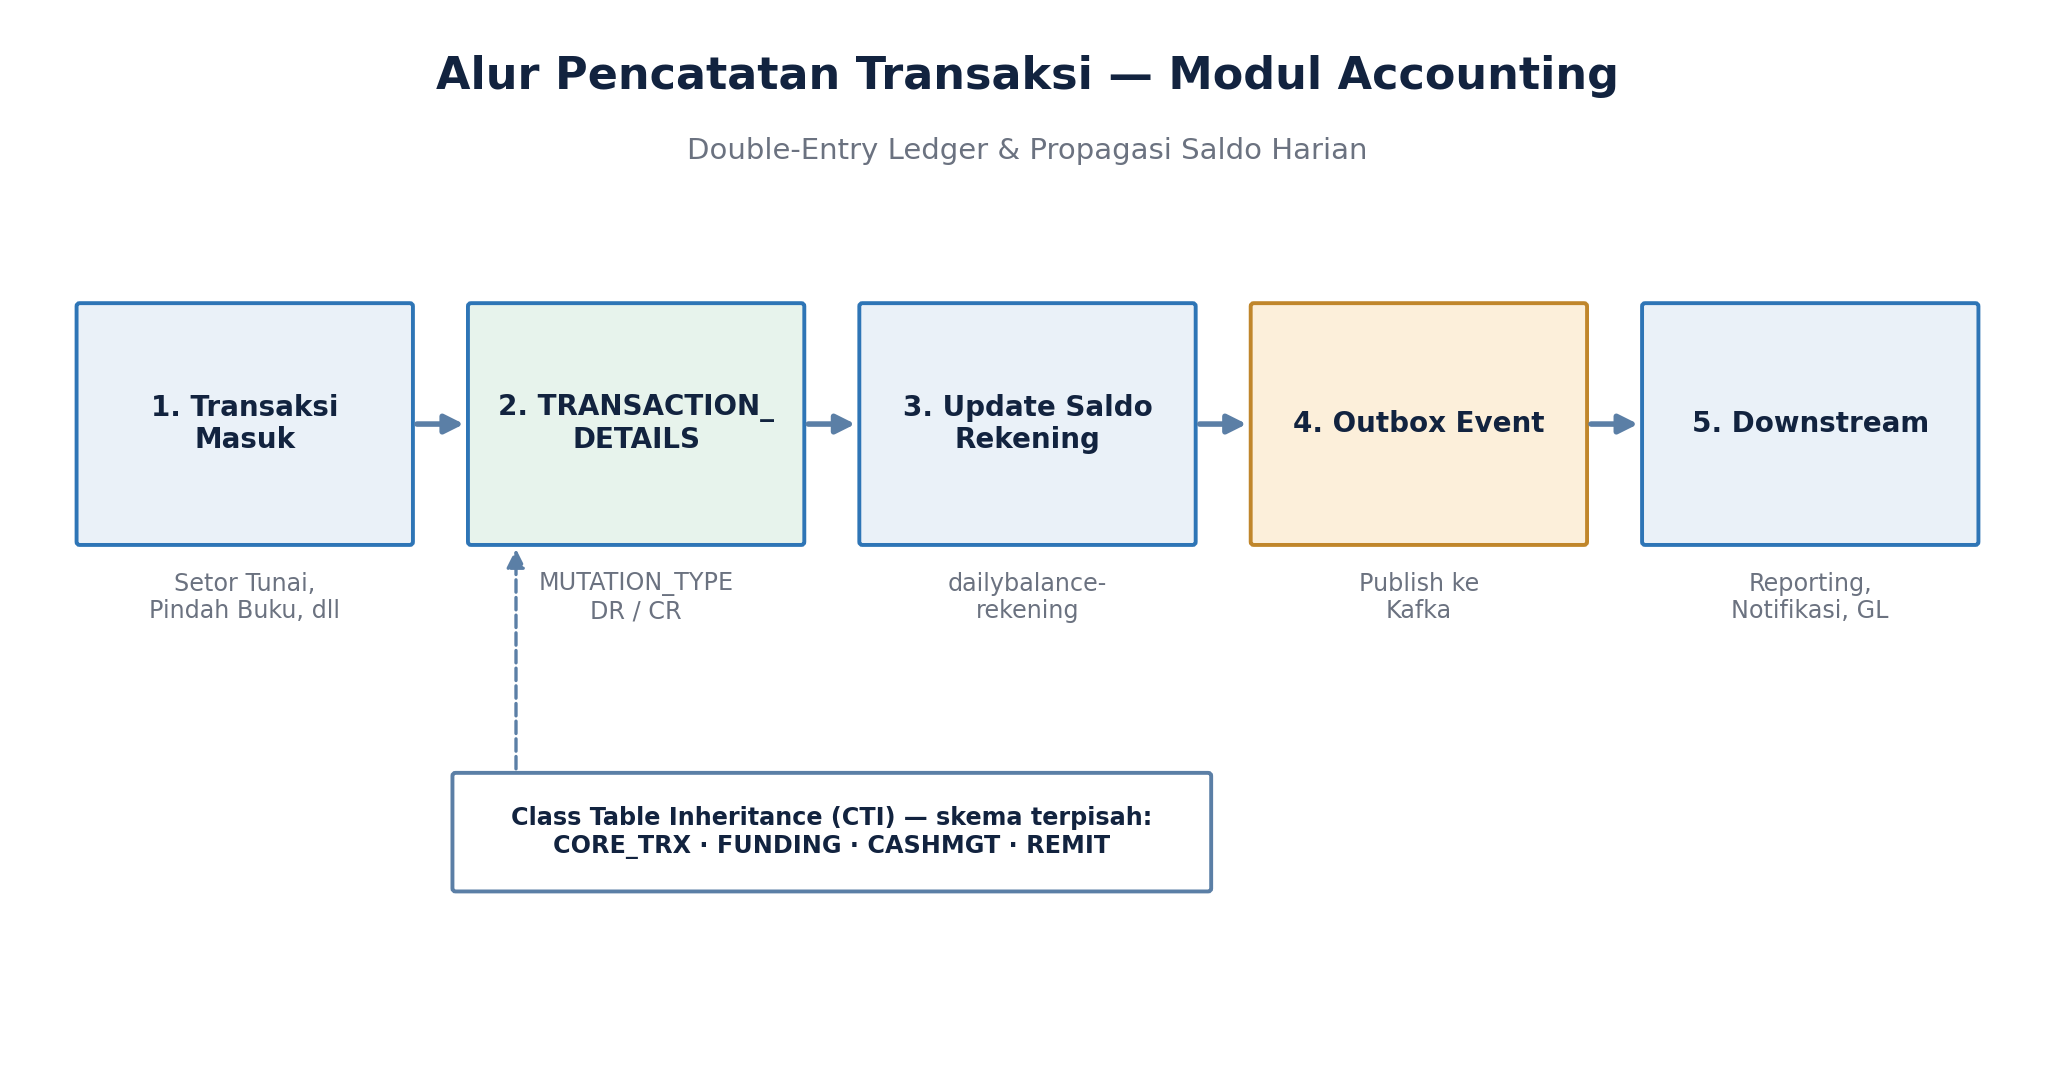 Alur Pencatatan Transaksi — Modul Accounting
Double-Entry Ledger & Propagasi Saldo Harian
1. Transaksi
Masuk
2. TRANSACTION_
DETAILS
3. Update Saldo
Rekening
4. Outbox Event
5. Downstream
Setor Tunai,
Pindah Buku, dll
MUTATION_TYPE
DR / CR
dailybalance-
rekening
Publish ke
Kafka
Reporting,
Notifikasi, GL
Class Table Inheritance (CTI) — skema terpisah:
CORE_TRX · FUNDING · CASHMGT · REMIT